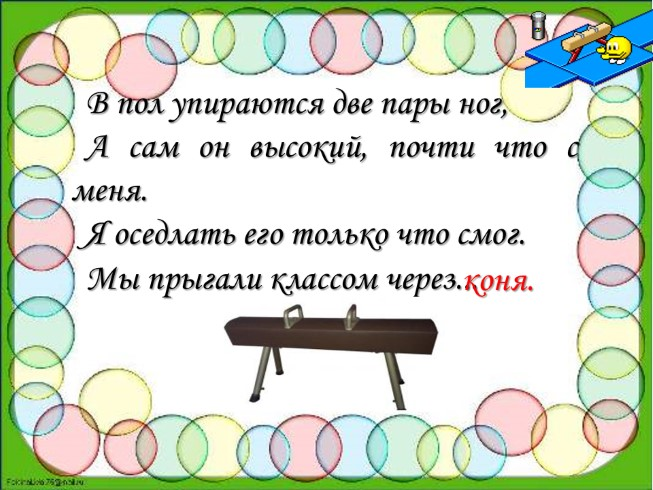 В пол упираются две пары ног,
А сам он высокий, почти что с
меня.
Я оседлать его только что смог.
Мы прыгали классом через..коня.